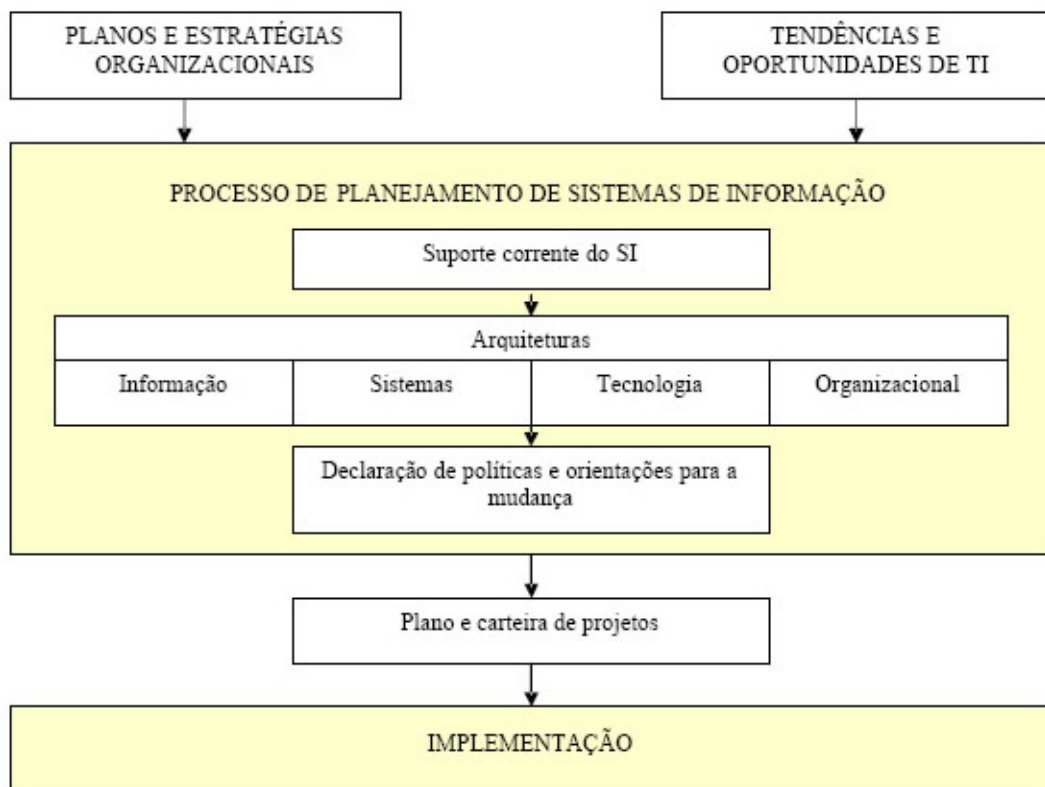 PLANOS E ESTRATÉGIAS
ORGANIZACIONAIS
TENDÊNCIAS E
OPORTUNIDADES DE TI
PROCESSO DE PLANEJAMENTO DE SISTEMAS DE INFORMAÇÃO
Suporte corrente do SI
Arquiteturas
Informação
Sistemas
Tecnologia
Organizacional
Declaração de políticas e orientações para a
mudança
Plano e carteira de projetos
IMPLEMENTAÇÃO